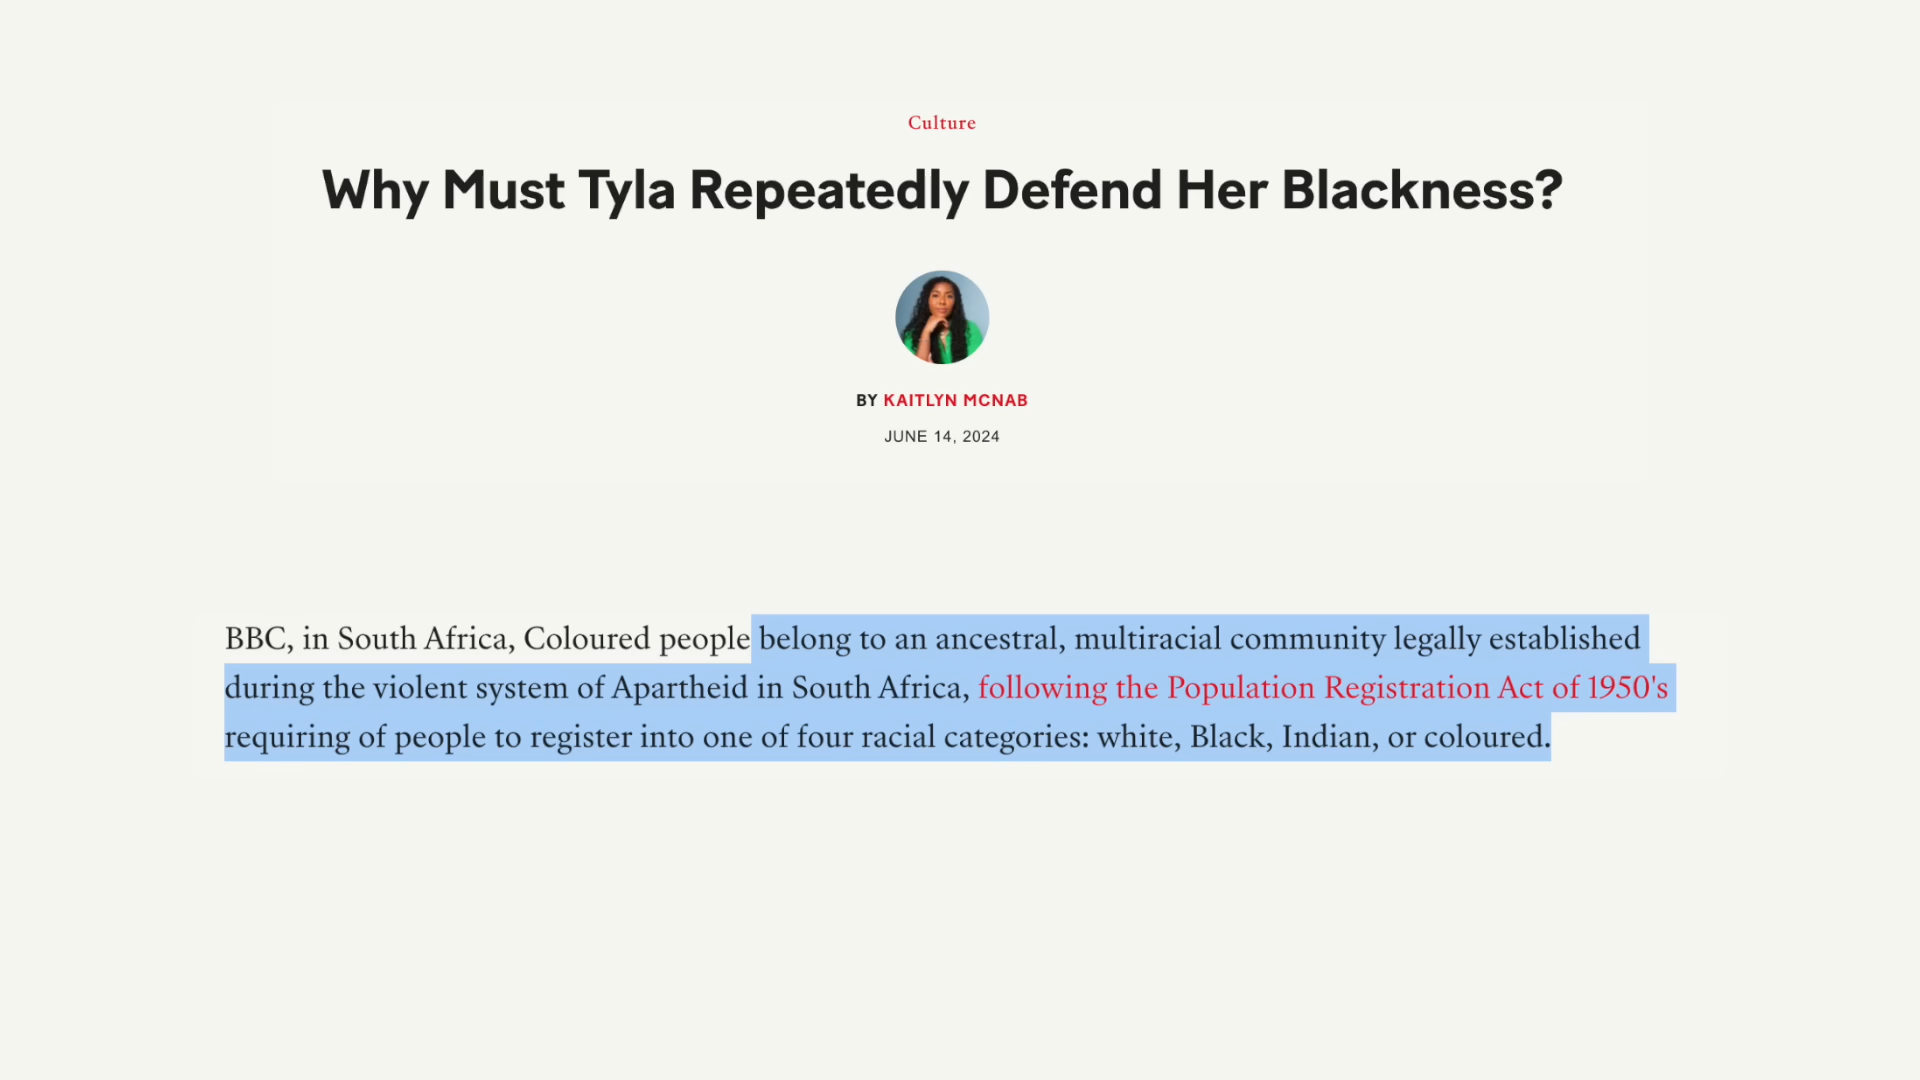 Culture
Why Must Tyla Repeatedly Defend Her Blackness?
BY KAITLYN MCNAB
JUNE 14, 2024
BBC, in South Africa, Coloured people belong to an ancestral, multiracial community legally established
during the violent system of Apartheid in South Africa, following the Population Registration Act of 1950's
requiring of people to register into one of four racial categories: white, Black, Indian, or coloured.